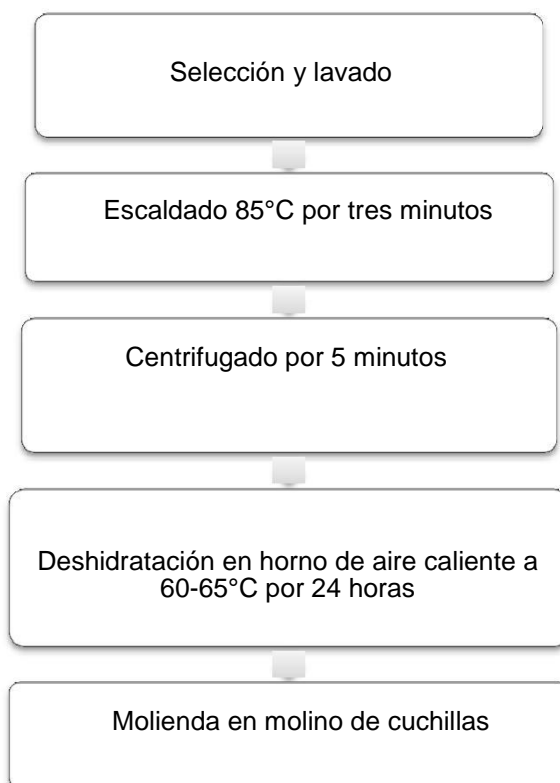 Selección y lavado
Escaldado 85°C por tres minutos
Centrifugado por 5 minutos
Deshidratación en horno de aire caliente a
60-65°C por 24 horas
Molienda en molino de cuchillas